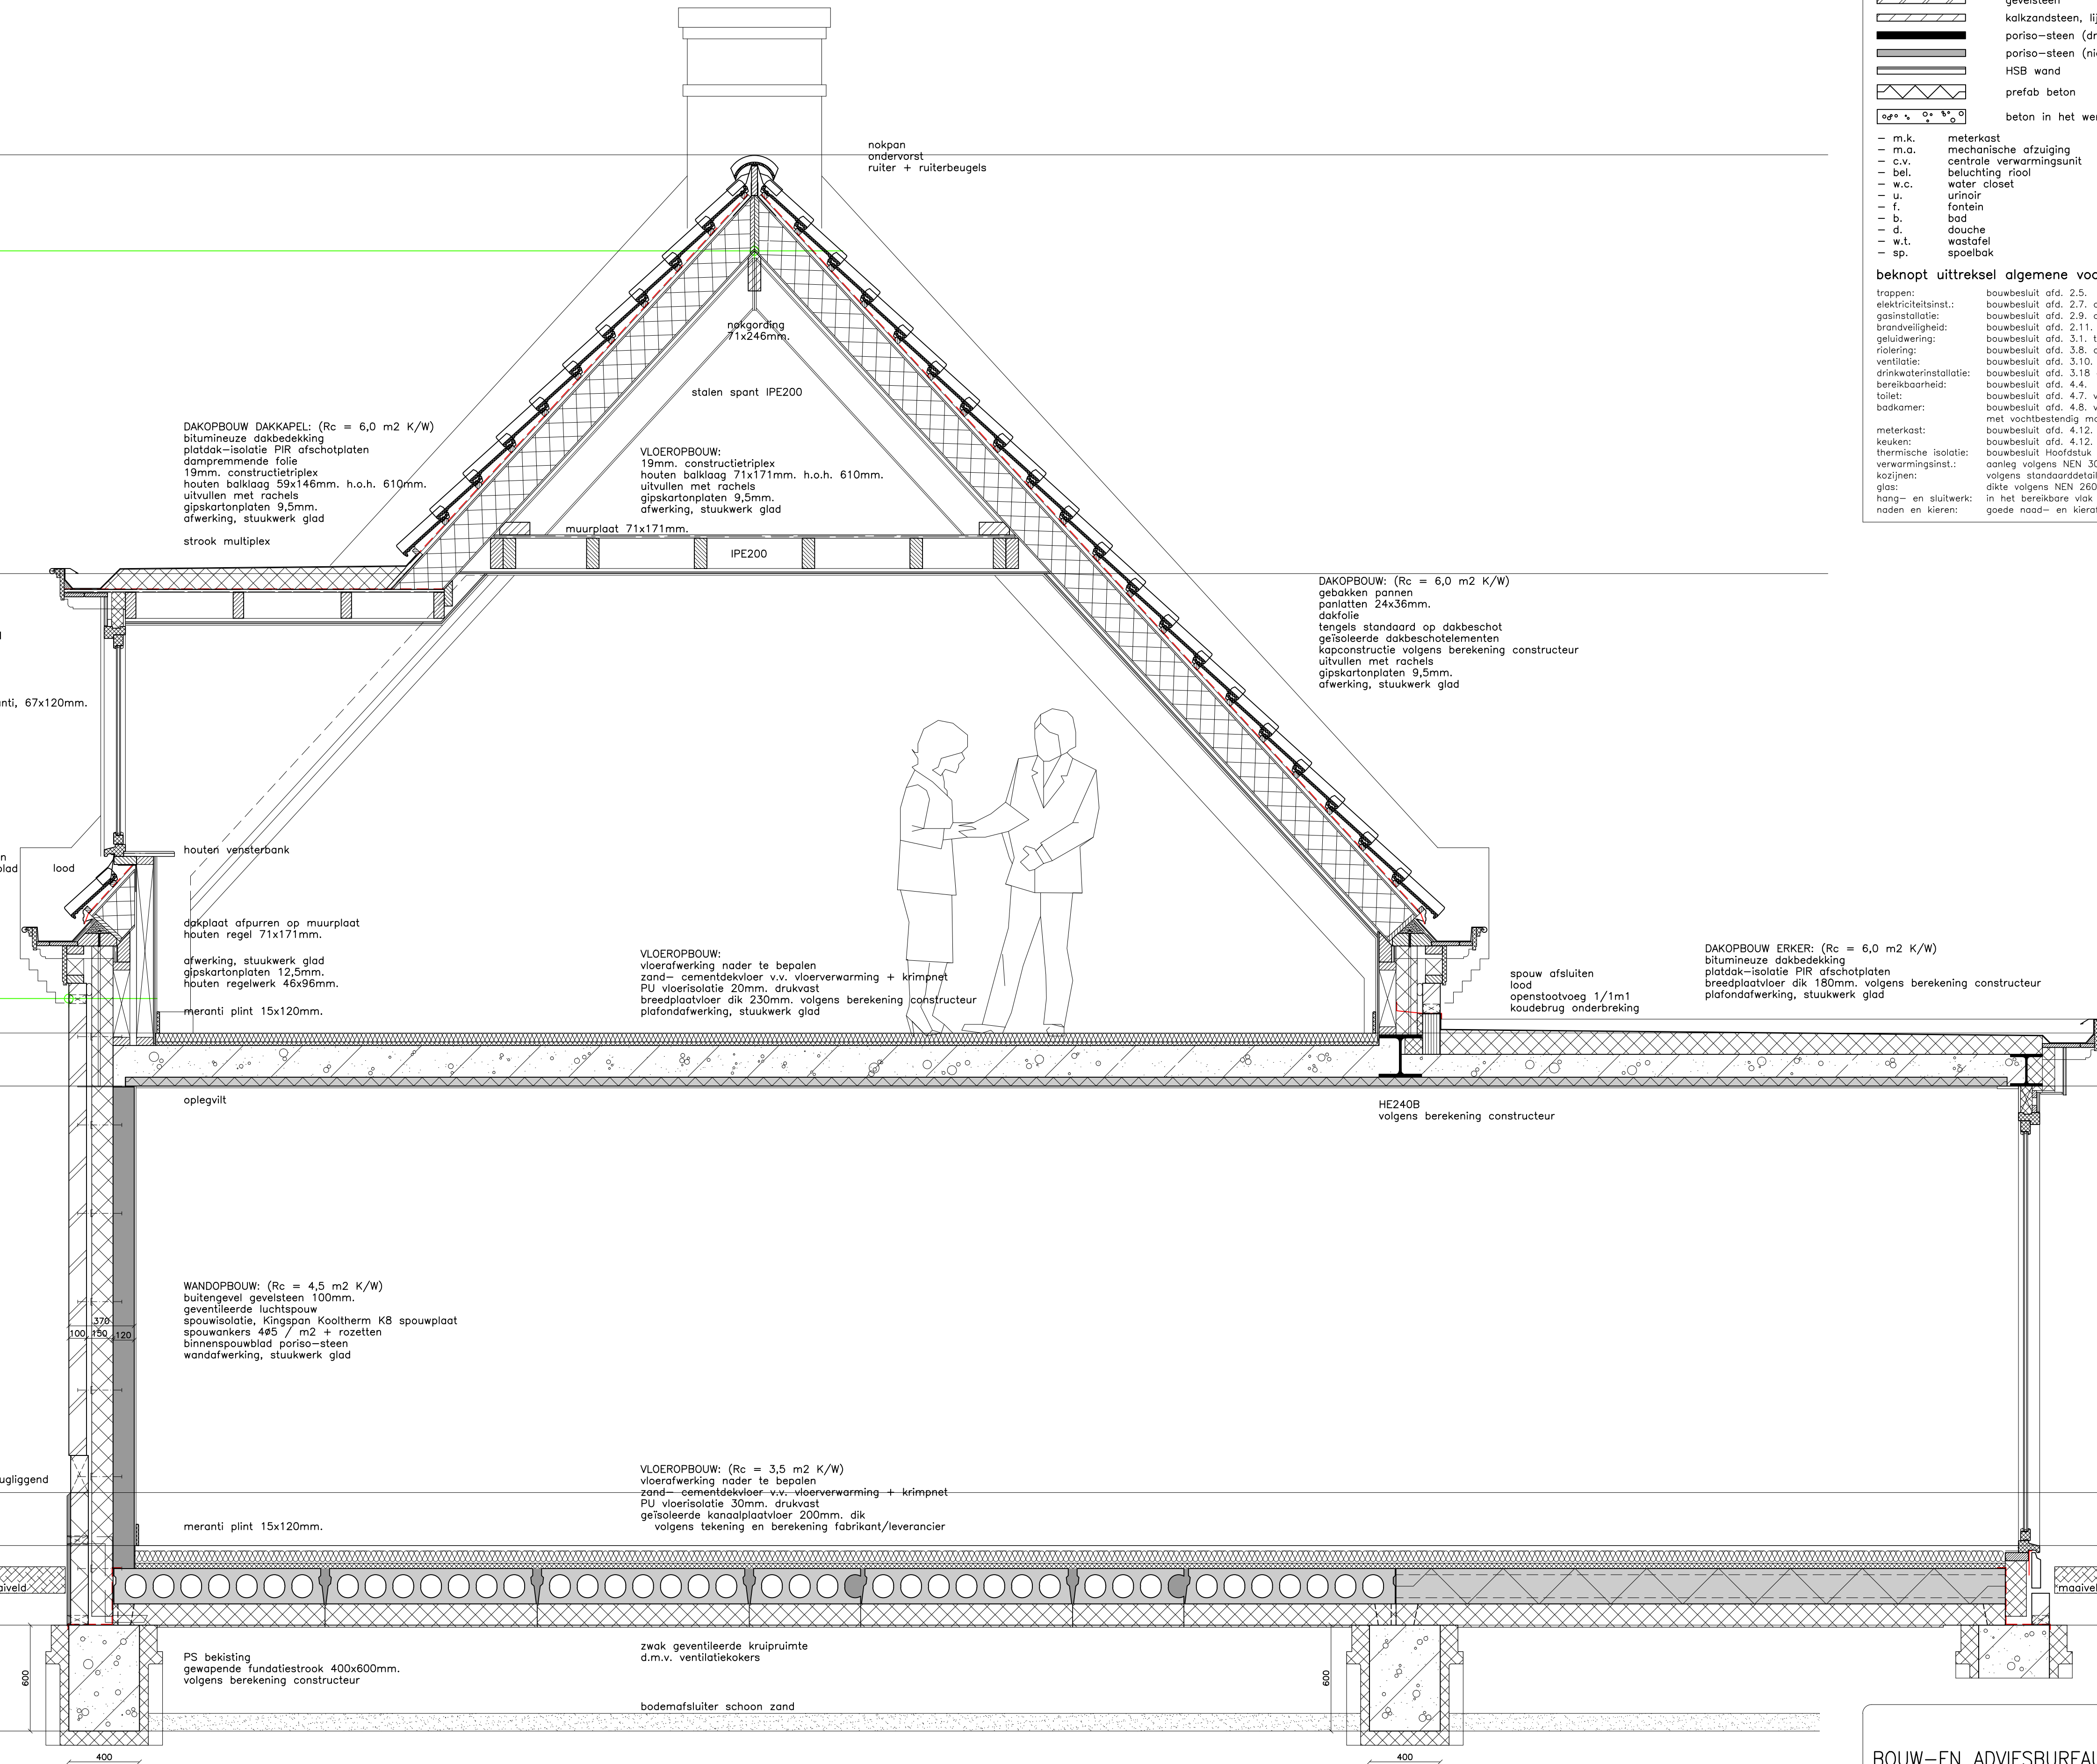 nokpan
ondervorst
ruiter + ruiterbeugels
nokgording
71x246mm.
stalen spant IPE200
DAKOPBOUW DAKKAPEL: (Rc = 6,0 m2 K/W)
bitumineuze dakbedekking
platdak-isolatie PIR afschotplaten
dampremmende folie
19mm. constructietriplex
houten balklaag 59x146mm. h.o.h. 610mm.
uitvullen met rachels
gipskartonplaten 9,5mm.
afwerking, stuukwerk glad
strook multiplex
VLOEROPBOUW:
19mm. constructietriplex
houten balklaag 71x171mm. h.o.h. 610mm.
uitvullen met rachels
gipskartonplaten 9,5mm.
afwerking, stuukwerk glad
muurplaat 71x171mm.
IPE200
DAKOPBOUW: (Rc = 6,0 m2 K/W)
gebakken pannen
panlatten 24x36mm.
dakfolie
tengels standaard op dakbeschot
geïsoleerde dakbeschotelementen
kapconstructie volgens berekening constructeur
uitvullen met rachels
gipskartonplaten 9,5mm.
afwerking, stuukwerk glad
67x120mm.
houten vensterbank
lood
dakplaat afpurren op muurplaat
houten regel 71x171mm.
afwerking, stuukwerk glad
gipskartonplaten 12,5mm.
houten regelwerk 46x96mm.
meranti plint 15x120mm.
VLOEROPBOUW:
vloerafwerking nader te bepalen
zand- cementdekvloer v.v. vloerverwarming + krimpnet
PU vloerisolatie 20mm. drukvast
breedplaatvloer dik 230mm. volgens berekening constructeur
plafondafwerking, stuukwerk glad
spouw afsluiten
lood
openstootvoeg 1/1m1
koudebrug onderbreking
DAKOPBOUW ERKER: (Rc = 6,0 m2 K/W)
bitumineuze dakbedekking
platdak-isolatie PIR afschotplaten
breedplaatvloer dik 180mm. volgens berekening constructeur
plafondafwerking, stuukwerk glad
oplegvilt
HE240B
volgens berekening constructeur
WANDOPBOUW: (Rc = 4,5 m2 K/W)
buitengevel gevelsteen 100mm.
geventileerde luchtspouw
spouwisolatie, Kingspan Kooltherm K8 spouwplaat
spouwankers 4ø5 / m2 + rozetten
binnenspouwblad poriso-steen
wandafwerking, stuukwerk glad
370
100 150 120
ugliggend
VLOEROPBOUW: (Rc = 3,5 m2 K/W)
vloerafwerking nader te bepalen
zand- cementdekvloer v.v. vloerverwarming + krimpnet
PU vloerisolatie 30mm. drukvast
geïsoleerde kanaalplaatvloer 200mm. dik
volgens tekening en berekening fabrikant/leverancier
meranti plint 15x120mm.
aaiveld
maaivel
zwak geventileerde kruipruimte
d.m.v. ventilatiekokers
PS bekisting
gewapende fundatiestrook 400x600mm.
volgens berekening constructeur
bodemafsluiter schoon zand
600
600
400
400
gevelsteen
kalkzandsteen, lij
poriso-steen (dr
poriso-steen (ni
HSB wand
prefab beton
beton in het wer
- m.k. meterkast
- m.a. mechanische afzuiging
- c.v. centrale verwarmingsunit
- bel. beluchting riool
- w.c. water closet
- u. urinoir
- f. fontein
- b. bad
- d. douche
- w.t. wastafel
- sp. spoelbak
beknopt uittreksel algemene voo
trappen: bouwbesluit afd. 2.5.
elektriciteitsinst.: bouwbesluit afd. 2.7.
gasinstallatie: bouwbesluit afd. 2.9.
brandveiligheid: bouwbesluit afd. 2.11.
geluidwering: bouwbesluit afd. 3.1. t
riolering: bouwbesluit afd. 3.8.
ventilatie: bouwbesluit afd. 3.10.
drinkwaterinstallatie: bouwbesluit afd. 3.18
bereikbaarheid: bouwbesluit afd. 4.4.
toilet: bouwbesluit afd. 4.7. v
badkamer: bouwbesluit afd. 4.8. v
met vochtbestendig
meterkast: bouwbesluit afd. 4.12.
keuken: bouwbesluit afd. 4.12.
thermische isolatie: bouwbesluit Hoofdstuk
verwarmingsinst.: aanleg volgens NEN 30
kozijnen: volgens standaarddetail
glas: dikte volgens NEN 260
hang- en sluitwerk: in het bereikbare vlak
naden en kieren: goede naad- en kieraf
BOUW-EN ADVIESBUREAU